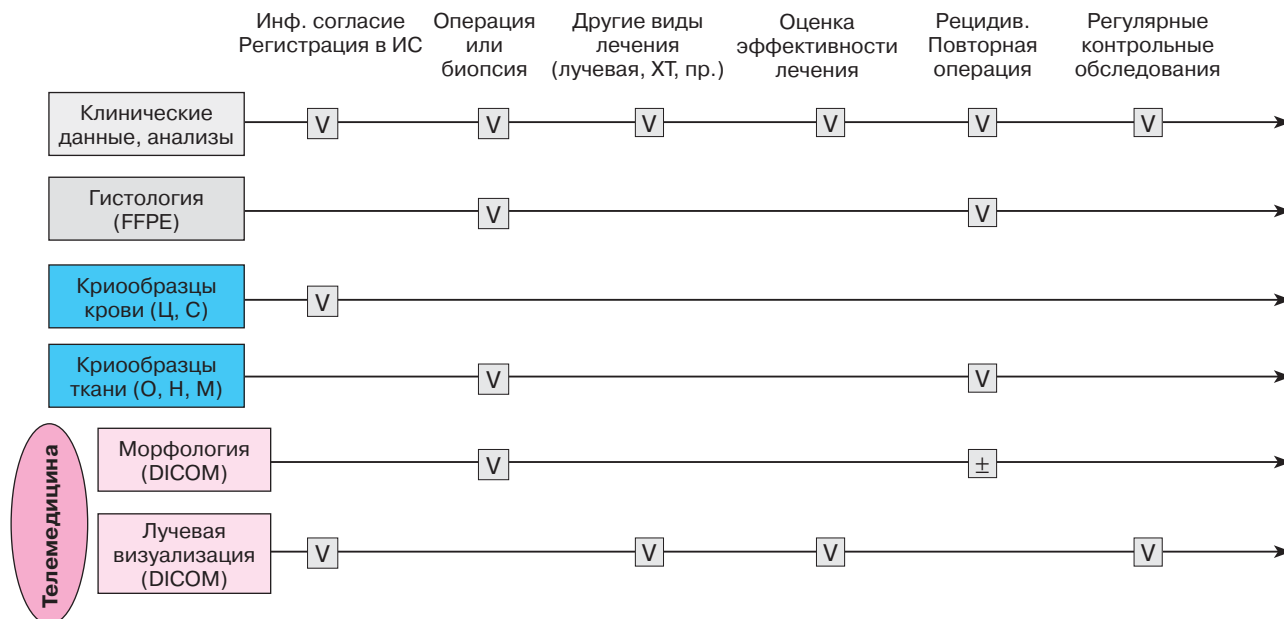 Инф. согласие
Регистрация в ИС
Операция
или
биопсия
Другие виды
лечения
(лучевая, ХТ, пр.)
Оценка
эффективности
лечения
Рецидив.
Повторная
операция
Регулярные
контрольные
обследования
Клинические
данные, анализы
V V V V V V
Гистология
(FFPE)
V V
Криообразцы
крови (Ц, С)
V
Криообразцы
ткани (О, Н, М)
V V
Телемедицина
Морфология
(DICOM)
V ±
Лучевая
визуализация
(DICOM)
V V V V